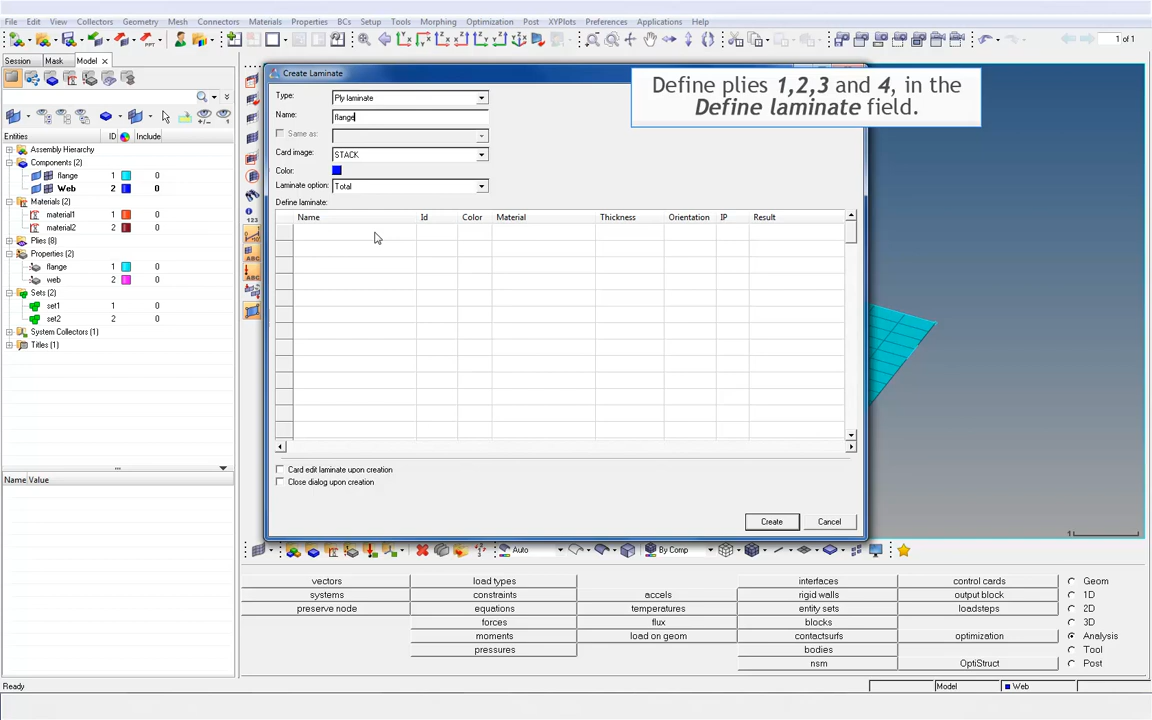 File Edit View Collectors Geometry Mesh Connectors Materials Properties BCs Setup Tools Morphing Optimization Post XYPlots Preferences Applications Help
1 of 1
Session Mask Model
Create Laminate
Define plies 1,2,3 and 4, in the
Define laminate field.
Type: Ply laminate
Name: flange
Same as:
Card image: STACK
Color:
Laminate option: Total
Define laminate:
Name Id Color Material Thickness Orientation IP Result
Entities ID Include
Assembly Hierarchy
Components (2)
flange 1 0
Web 2 0
Materials (2)
material1 1 0
material2 2 0
Plies (8) 0
Properties (2) 0
flange 1 0
web 2 0
Sets (2) 0
set1 1 0
set2 2 0
System Collectors (1)
Titles (1) 0
123
ABC
ABC
Name Value
Card edit laminate upon creation
Close dialog upon creation
Create Cancel
1
Auto By Comp
vectors load types interfaces control cards Geom
systems constraints accels rigid walls output block 1D
preserve node equations temperatures entity sets loadsteps 2D
forces flux blocks 3D
moments load on geom contactsurfs optimization Analysis
pressures bodies Tool
nsm OptiStruct Post
Ready Model Web